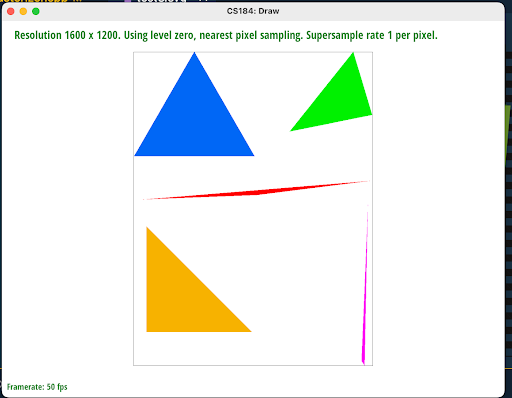 CS184: Draw
Resolution 1600 x 1200. Using level zero, nearest pixel sampling. Supersample rate 1 per pixel.
Framerate: 50 fps